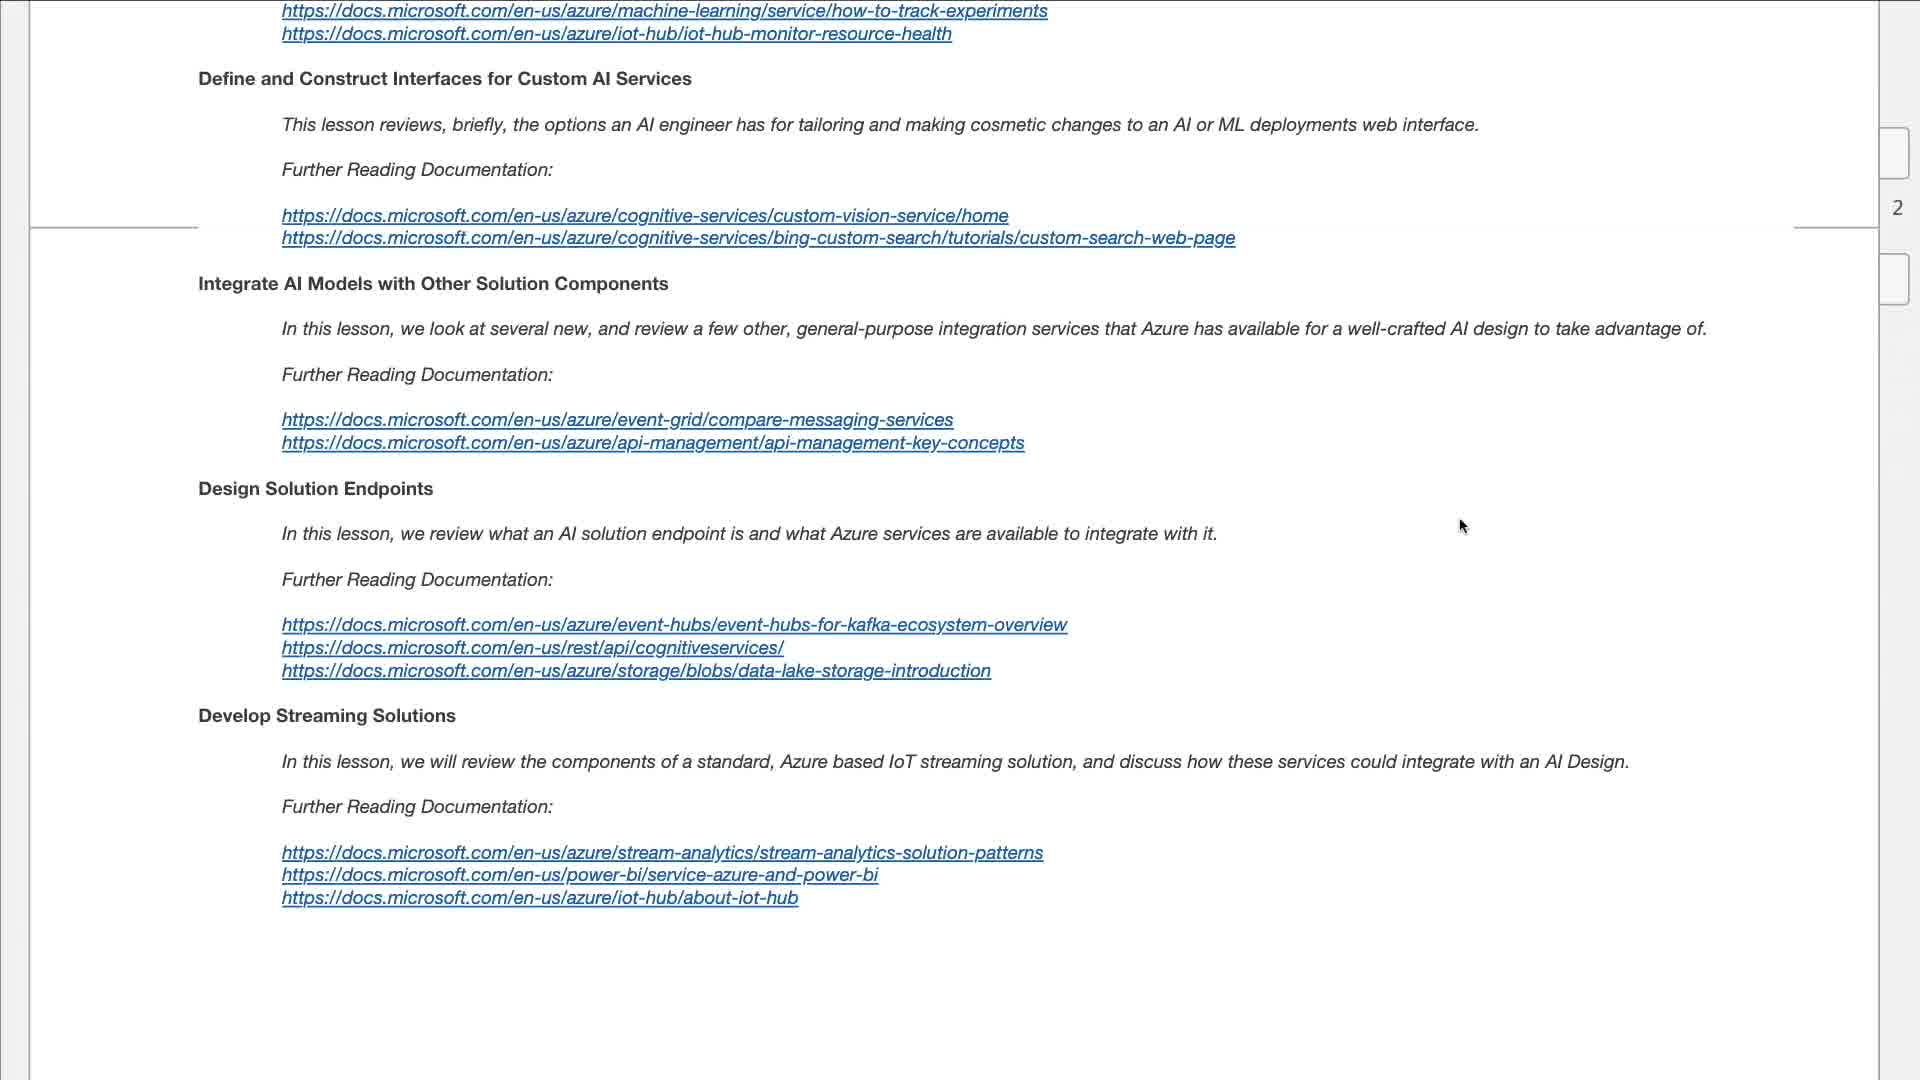 https://docs.microsoft.com/en-us/azure/machine-learning/service/how-to-track-experiments
https://docs.microsoft.com/en-us/azure/iot-hub/iot-hub-monitor-resource-health
Define and Construct Interfaces for Custom AI Services
This lesson reviews, briefly, the options an AI engineer has for tailoring and making cosmetic changes to an AI or ML deployments web interface.
Further Reading Documentation:
https://docs.microsoft.com/en-us/azure/cognitive-services/custom-vision-service/home
2
https://docs.microsoft.com/en-us/azure/cognitive-services/bing-custom-search/tutorials/custom-search-web-page
Integrate AI Models with Other Solution Components
In this lesson, we look at several new, and review a few other, general-purpose integration services that Azure has available for a well-crafted AI design to take advantage of.
Further Reading Documentation:
https://docs.microsoft.com/en-us/azure/event-grid/compare-messaging-services
https://docs.microsoft.com/en-us/azure/api-management/api-management-key-concepts
Design Solution Endpoints
In this lesson, we review what an AI solution endpoint is and what Azure services are available to integrate with it.
Further Reading Documentation:
https://docs.microsoft.com/en-us/azure/event-hubs/event-hubs-for-kafka-ecosystem-overview
https://docs.microsoft.com/en-us/rest/api/cognitiveservices/
https://docs.microsoft.com/en-us/azure/storage/blobs/data-lake-storage-introduction
Develop Streaming Solutions
In this lesson, we will review the components of a standard, Azure based IoT streaming solution, and discuss how these services could integrate with an AI Design.
Further Reading Documentation:
https://docs.microsoft.com/en-us/azure/stream-analytics/stream-analytics-solution-patterns
https://docs.microsoft.com/en-us/power-bi/service-azure-and-power-bi
https://docs.microsoft.com/en-us/azure/iot-hub/about-iot-hub